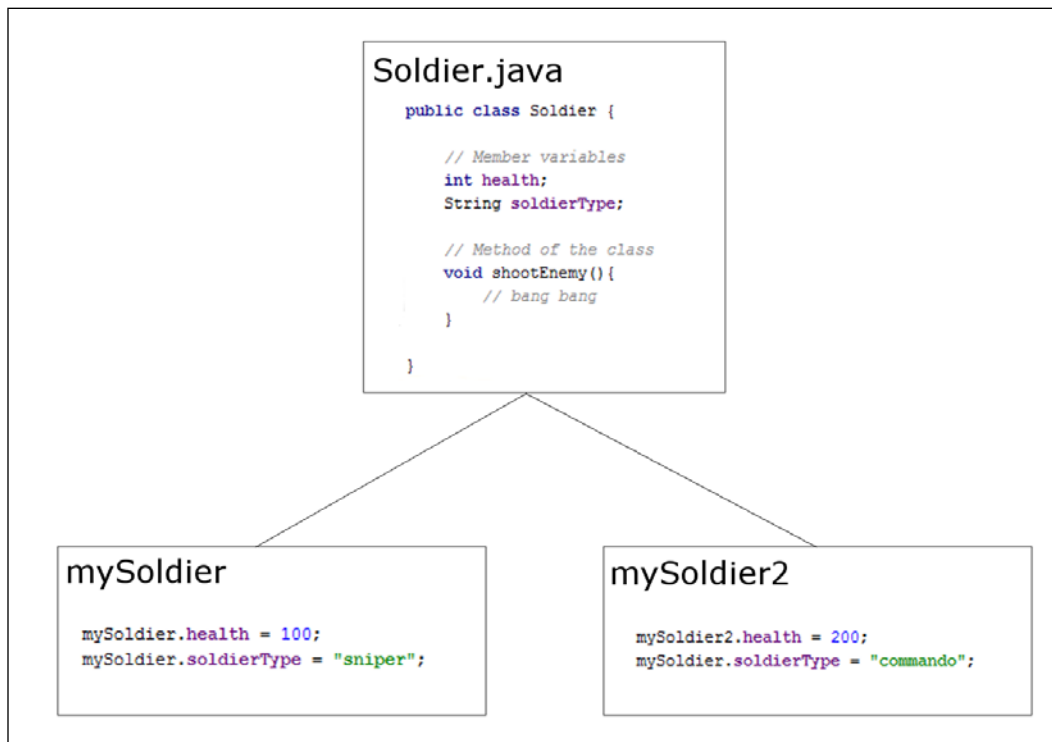 Soldier.java
public class Soldier {
// Member variables
int health;
String soldierType;
// Method of the class
void shootEnemy(){
// bang bang
}
}
mySoldier
mySoldier.health = 100;
mySoldier.soldierType = "sniper";
mySoldier2
mySoldier2.health = 200;
mySoldier.soldierType = "commando";